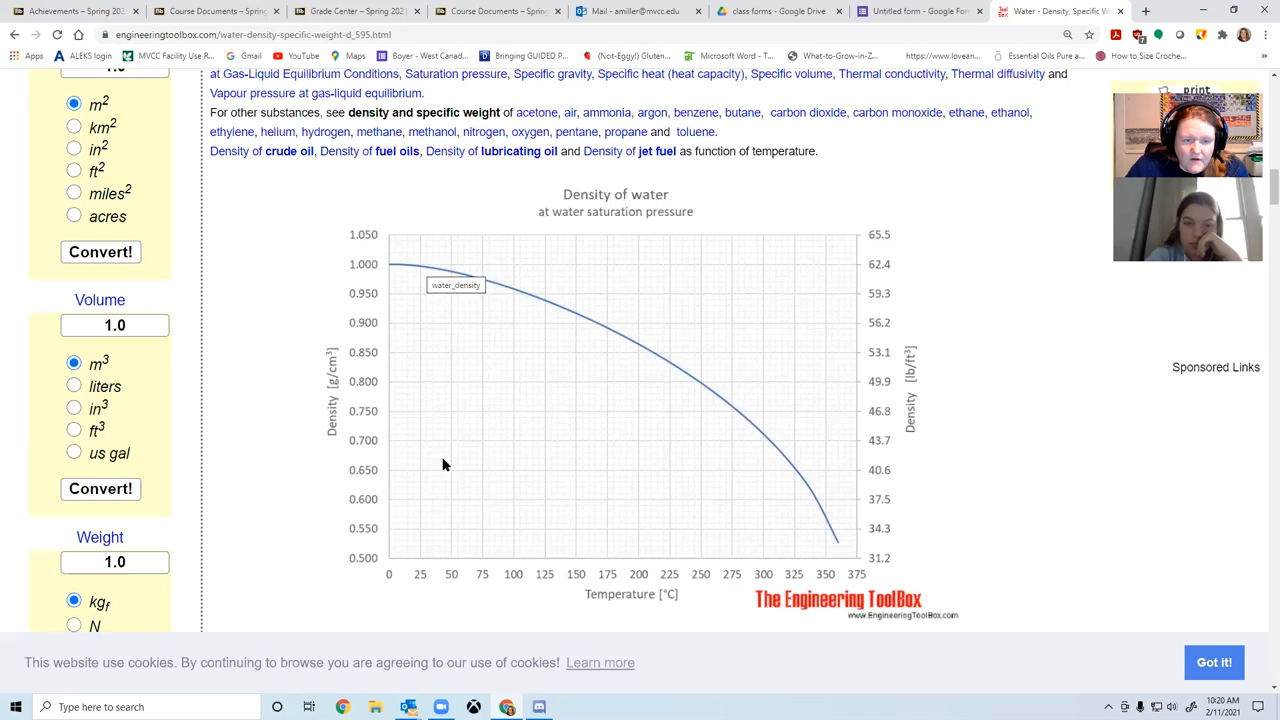 Achievements – Spring
Documents – Spring 2
Grade Center – Spring 202
Documents – Spring 202
Mail - amiller@mvcc.edu
class forms - Google Drive
Untitled form - Google Form
Water - Density, Specific W
engineeringtoolbox.com/water-density-specific-weight-d_595.html
Apps
ALEKS login
MVCC Facility Use R...
Gmail
YouTube
Maps
Boyer - West Canad...
Bringing GUIDED P...
(Not-Eggy!) Gluten...
Microsoft Word - T...
What-to-Grow-in-Z...
https://www.lovean...
Essential Oils Pure a...
How to Size Croche...
at Gas-Liquid Equilibrium Conditions, Saturation pressure, Specific gravity, Specific heat (heat capacity), Specific volume, Thermal conductivity, Thermal diffusivity and
Vapour pressure at gas-liquid equilibrium.
For other substances, see density and specific weight of acetone, air, ammonia, argon, benzene, butane, carbon dioxide, carbon monoxide, ethane, ethanol,
ethylene, helium, hydrogen, methane, methanol, nitrogen, oxygen, pentane, propane and toluene.
Density of crude oil, Density of fuel oils, Density of lubricating oil and Density of jet fuel as function of temperature.
print
m²
km²
in²
ft²
miles²
acres
Convert!
Volume
1.0
m³
liters
in³
ft³
us gal
Convert!
Weight
1.0
kgf
N
Density of water
at water saturation pressure
1.050
1.000
0.950
0.900
0.850
0.800
0.750
0.700
0.650
0.600
0.550
0.500
Density [g/cm³]
water_density
65.5
62.4
59.3
56.2
53.1
49.9
46.8
43.7
40.6
37.5
34.3
31.2
Density [lb/ft³]
0 25 50 75 100 125 150 175 200 225 250 275 300 325 350 375
Temperature [°C]
The Engineering ToolBox
www.EngineeringToolBox.com
Sponsored Links
This website use cookies. By continuing to browse you are agreeing to our use of cookies! Learn more
Got it!
Type here to search
10:20 AM
2/11/2021